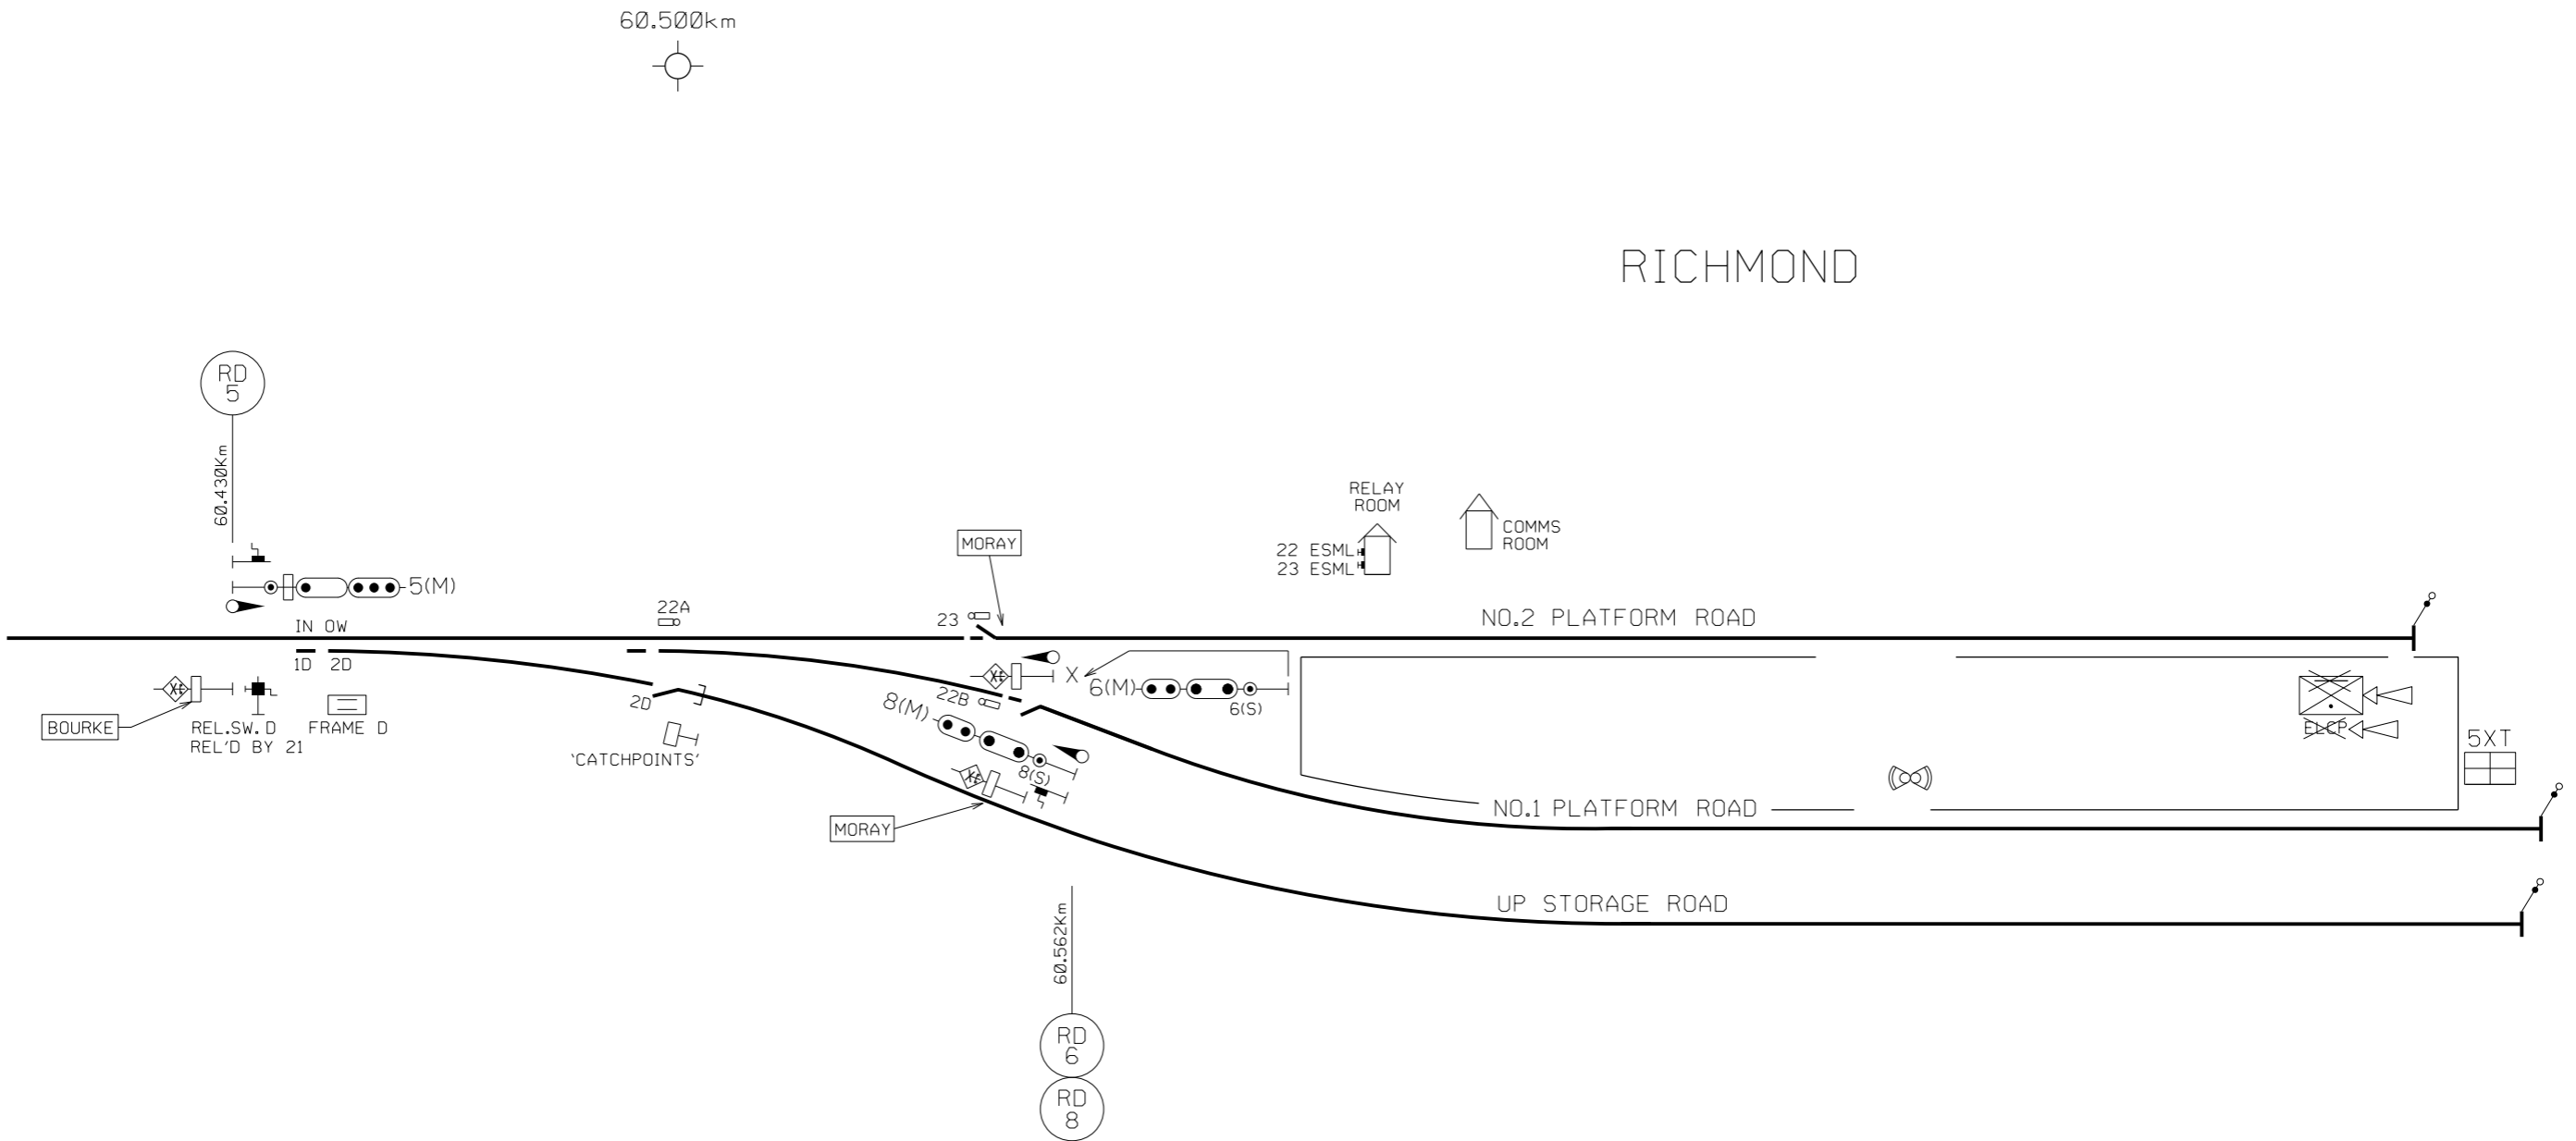 60.500km
RICHMOND
RD
5
60.430Km
5(M)
IN OW
1D 2D
BOURKE
REL.SW.D
REL'D BY 21
FRAME D
22A
2D
'CATCHPOINTS'
23
MORAY
22B
X
6(M)
6(S)
8(M)
8(S)
MORAY
RELAY
ROOM
22 ESML
23 ESML
COMMS
ROOM
NO.2 PLATFORM ROAD
NO.1 PLATFORM ROAD
UP STORAGE ROAD
ELCP
5XT
60.562Km
RD
6
RD
8